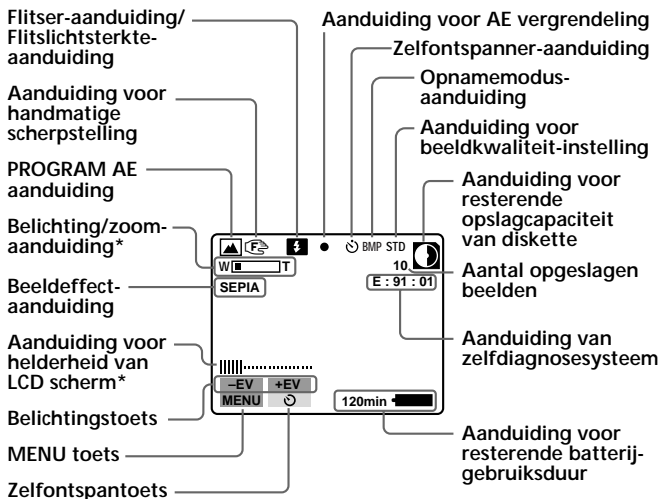 Flitser-aanduiding/
Flitslichtsterkte-
aanduiding
Aanduiding voor
handmatige
scherpstelling
PROGRAM AE
aanduiding
Belichting/zoom-
aanduiding*
Beeldeffect-
aanduiding
Aanduiding voor
helderheid van
LCD scherm*
Belichtingstoets
MENU toets
Zelfontspantoets
Aanduiding voor AE vergrendeling
Zelfontspanner-aanduiding
Opnamemodus-
aanduiding
Aanduiding voor
beeldkwaliteit-instelling
Aanduiding voor
resterende
opslagcapaciteit
van diskette
Aantal opgeslagen
beelden
Aanduiding van
zelfdiagnosesysteem
Aanduiding voor
resterende batterij-
gebruiksduur
F BMP STD
W T 10
SEPIA E : 91 : 01
–EV +EV
MENU 120min